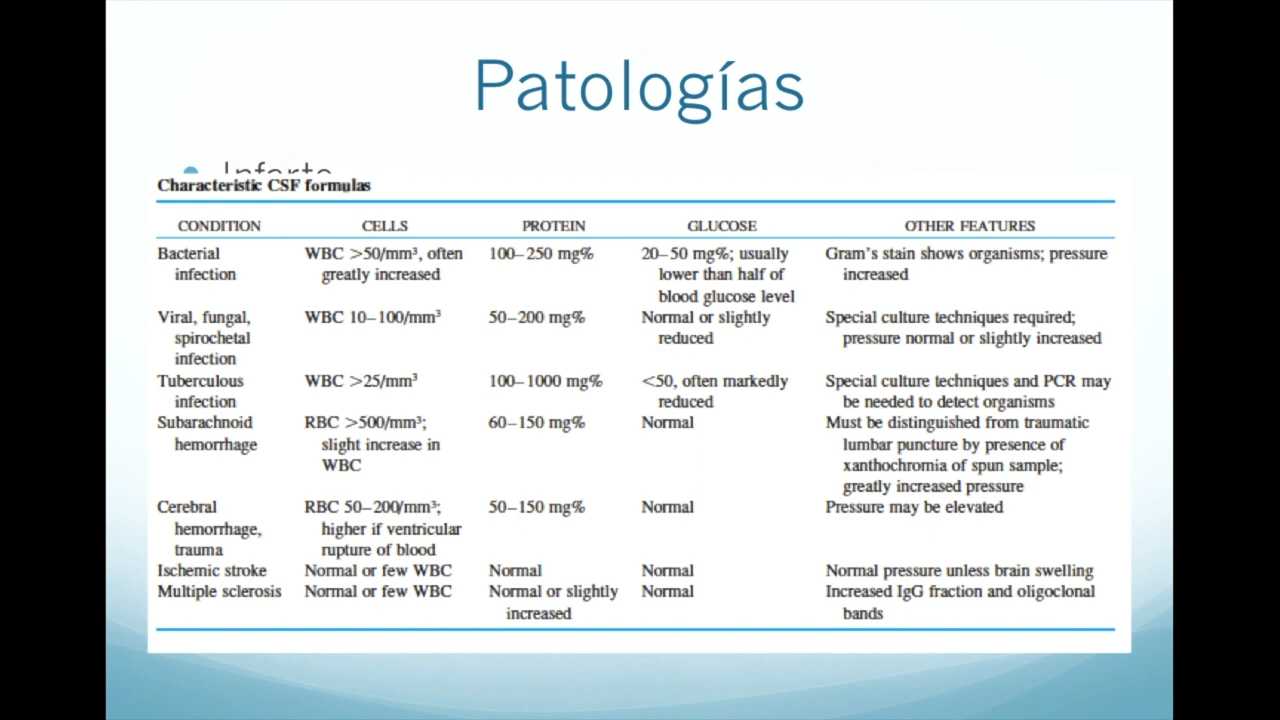 Patologías
Infarto
Characteristic CSF formulas
CONDITION CELLS PROTEIN GLUCOSE OTHER FEATURES
Bacterial WBC >50/mm³, often 100–250 mg% 20–50 mg%; usually Gram's stain shows organisms; pressure
infection greatly increased lower than half of increased
blood glucose level
Viral, fungal, WBC 10–100/mm³ 50–200 mg% Normal or slightly Special culture techniques required;
spirochetal reduced pressure normal or slightly increased
infection
Tuberculous WBC >25/mm³ 100–1000 mg% <50, often markedly Special culture techniques and PCR may
infection reduced be needed to detect organisms
Subarachnoid RBC >500/mm³; 60–150 mg% Normal Must be distinguished from traumatic
hemorrhage slight increase in lumbar puncture by presence of
WBC xanthochromia of spun sample;
greatly increased pressure
Cerebral RBC 50–200/mm³; 50–150 mg% Normal Pressure may be elevated
hemorrhage, higher if ventricular
trauma rupture of blood
Ischemic stroke Normal or few WBC Normal Normal Normal pressure unless brain swelling
Multiple sclerosis Normal or few WBC Normal or slightly Normal Increased IgG fraction and oligoclonal
increased bands